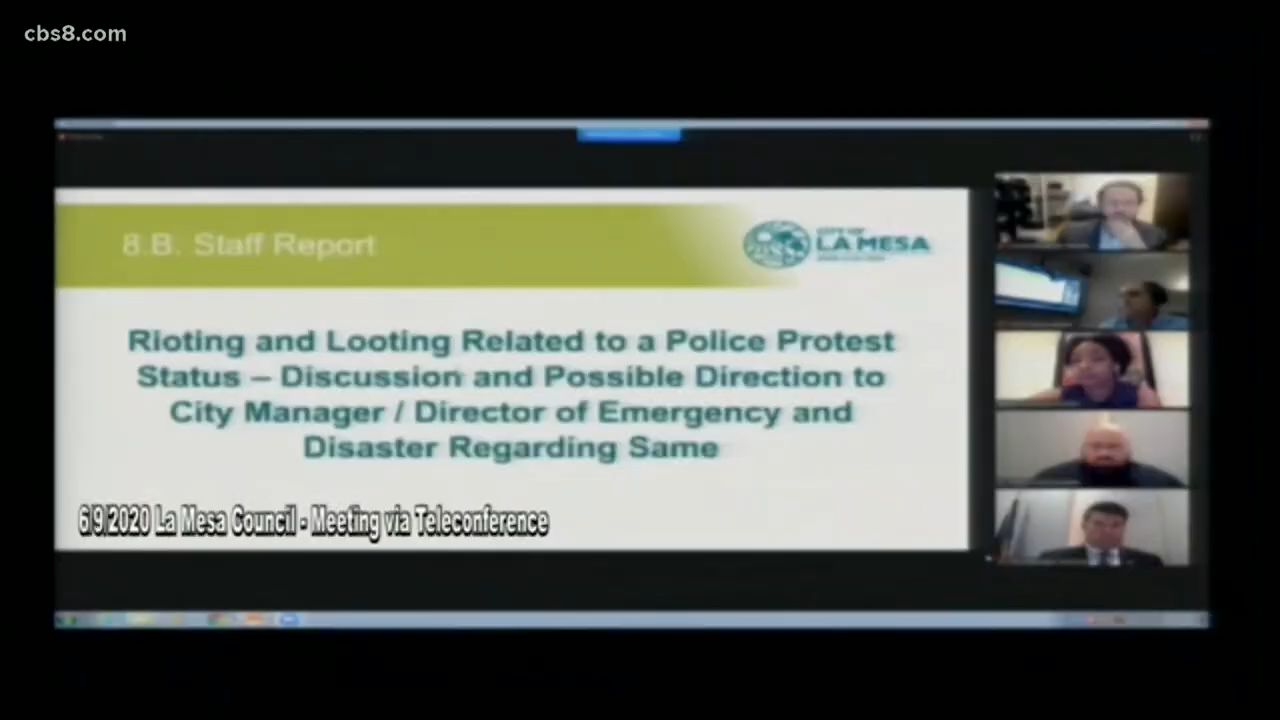 cbs8.com
8.B. Staff Report
CITY OF
LA MESA
Rioting and Looting Related to a Police Protest
Status – Discussion and Possible Direction to
City Manager / Director of Emergency and
Disaster Regarding Same
6/9/2020 La Mesa Council - Meeting via Teleconference